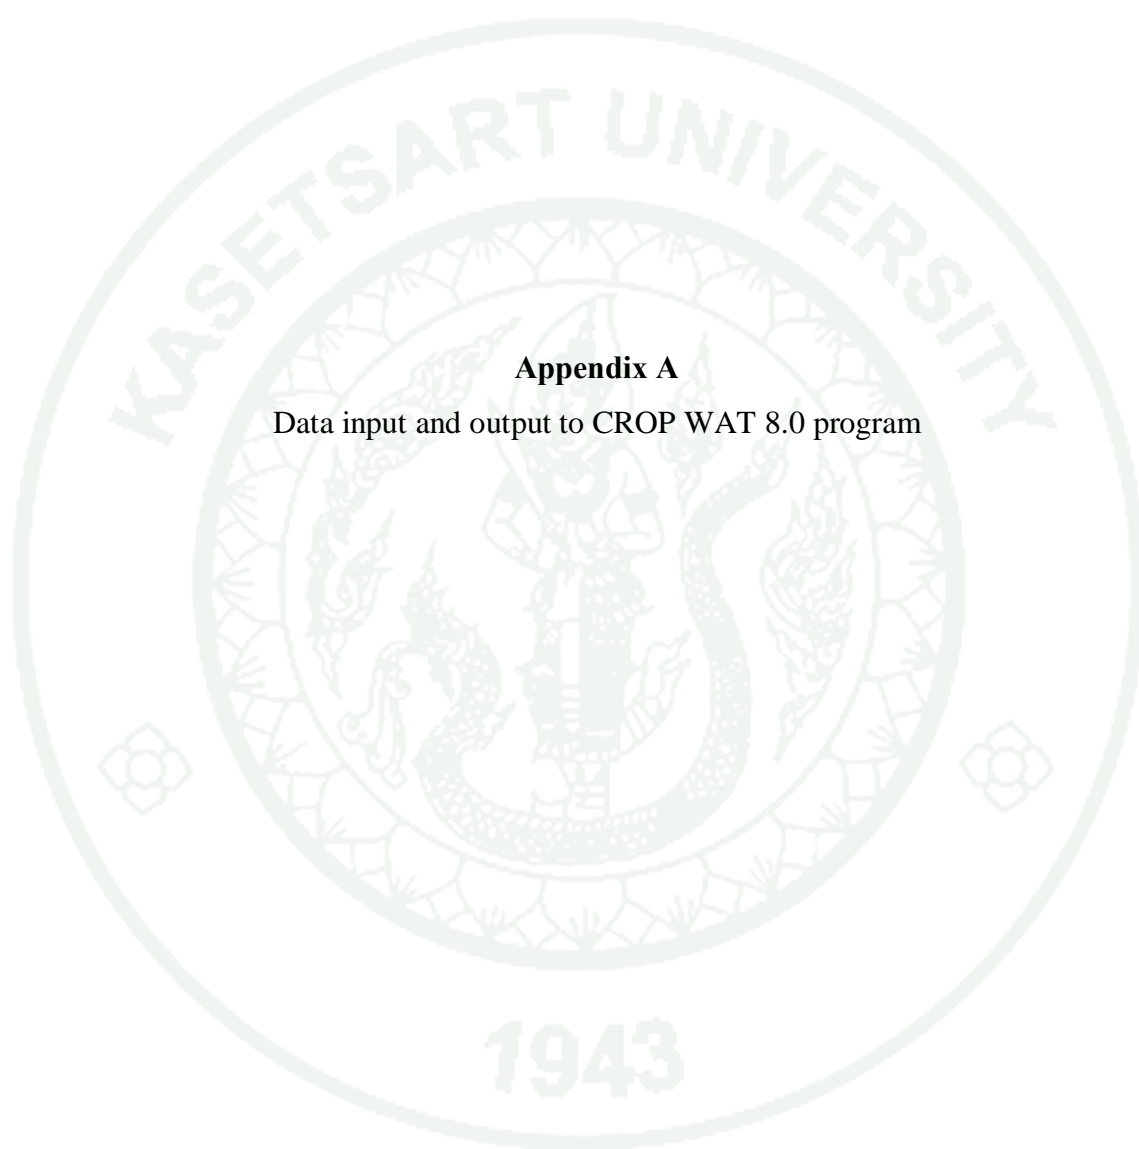 KASETSART UNIVERSITY
Appendix A
Data input and output to CROP WAT 8.0 program
1943